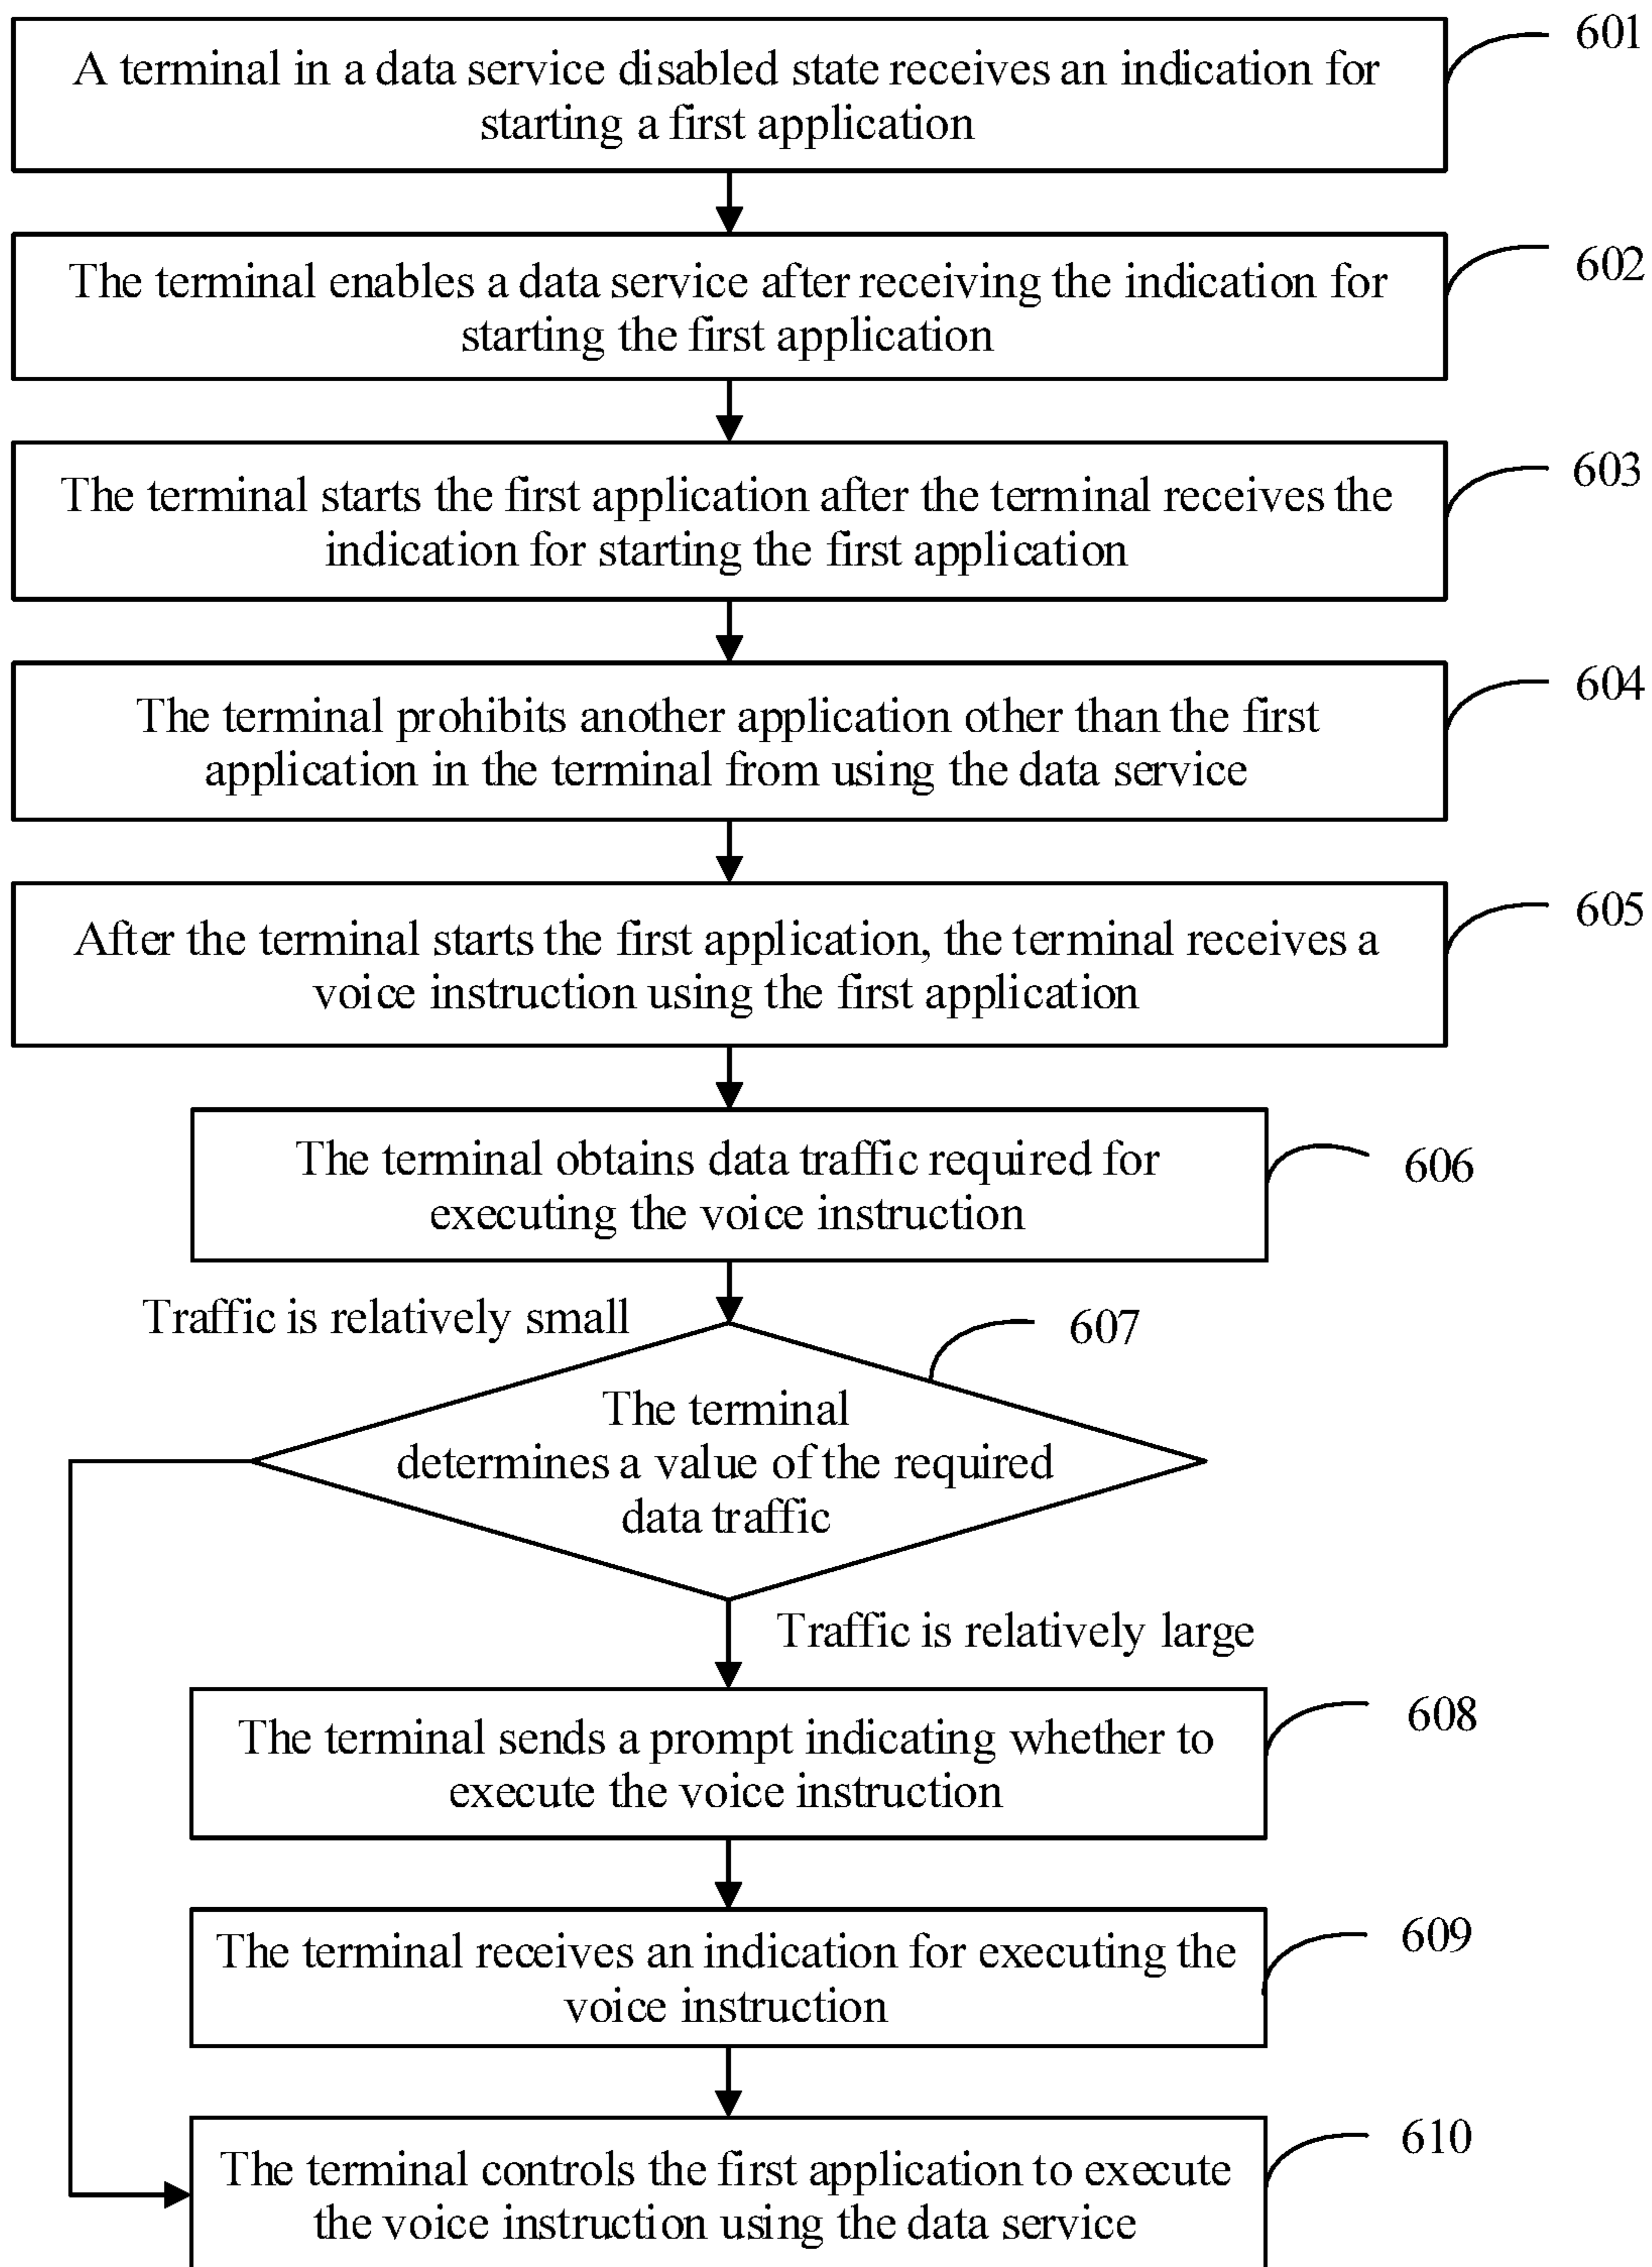 A terminal in a data service disabled state receives an indication for
starting a first application
601
The terminal enables a data service after receiving the indication for
starting the first application
602
The terminal starts the first application after the terminal receives the
indication for starting the first application
603
The terminal prohibits another application other than the first
application in the terminal from using the data service
604
After the terminal starts the first application, the terminal receives a
voice instruction using the first application
605
The terminal obtains data traffic required for
executing the voice instruction
606
Traffic is relatively small
607
The terminal
determines a value of the required
data traffic
Traffic is relatively large
The terminal sends a prompt indicating whether to
execute the voice instruction
608
The terminal receives an indication for executing the
voice instruction
609
The terminal controls the first application to execute
the voice instruction using the data service
610